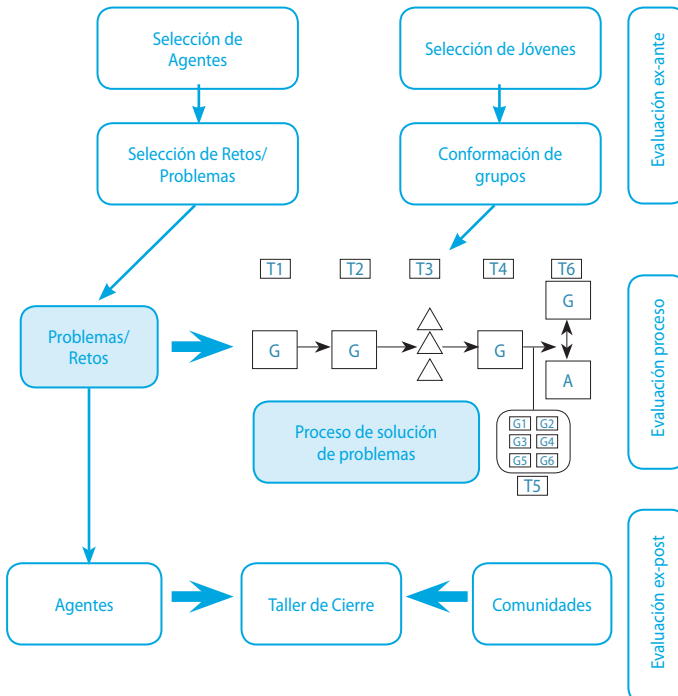 Selección de
Agentes
Selección de Jóvenes
Evaluación ex-ante
Selección de Retos/
Problemas
Conformación de
grupos
T1
T2
T3
T4
T6
G
Problemas/
Retos
G
G
G
A
Evaluación proceso
Proceso de solución
de problemas
G1 G2
G3 G4
G5 G6
T5
Agentes
Taller de Cierre
Comunidades
Evaluación ex-post